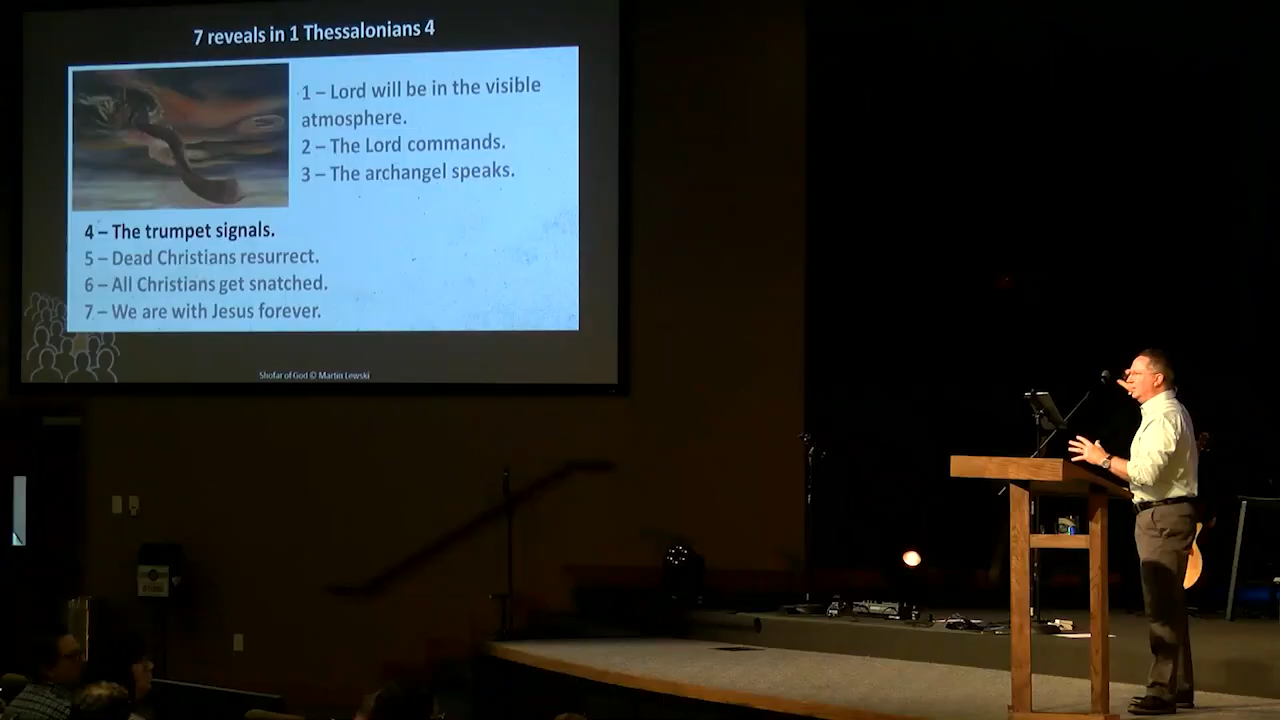 7 reveals in 1 Thessalonians 4
1 – Lord will be in the visible
atmosphere.
2 – The Lord commands.
3 – The archangel speaks.
4 – The trumpet signals.
5 – Dead Christians resurrect.
6 – All Christians get snatched.
7 – We are with Jesus forever.
Shofar of God © Martin Lewski